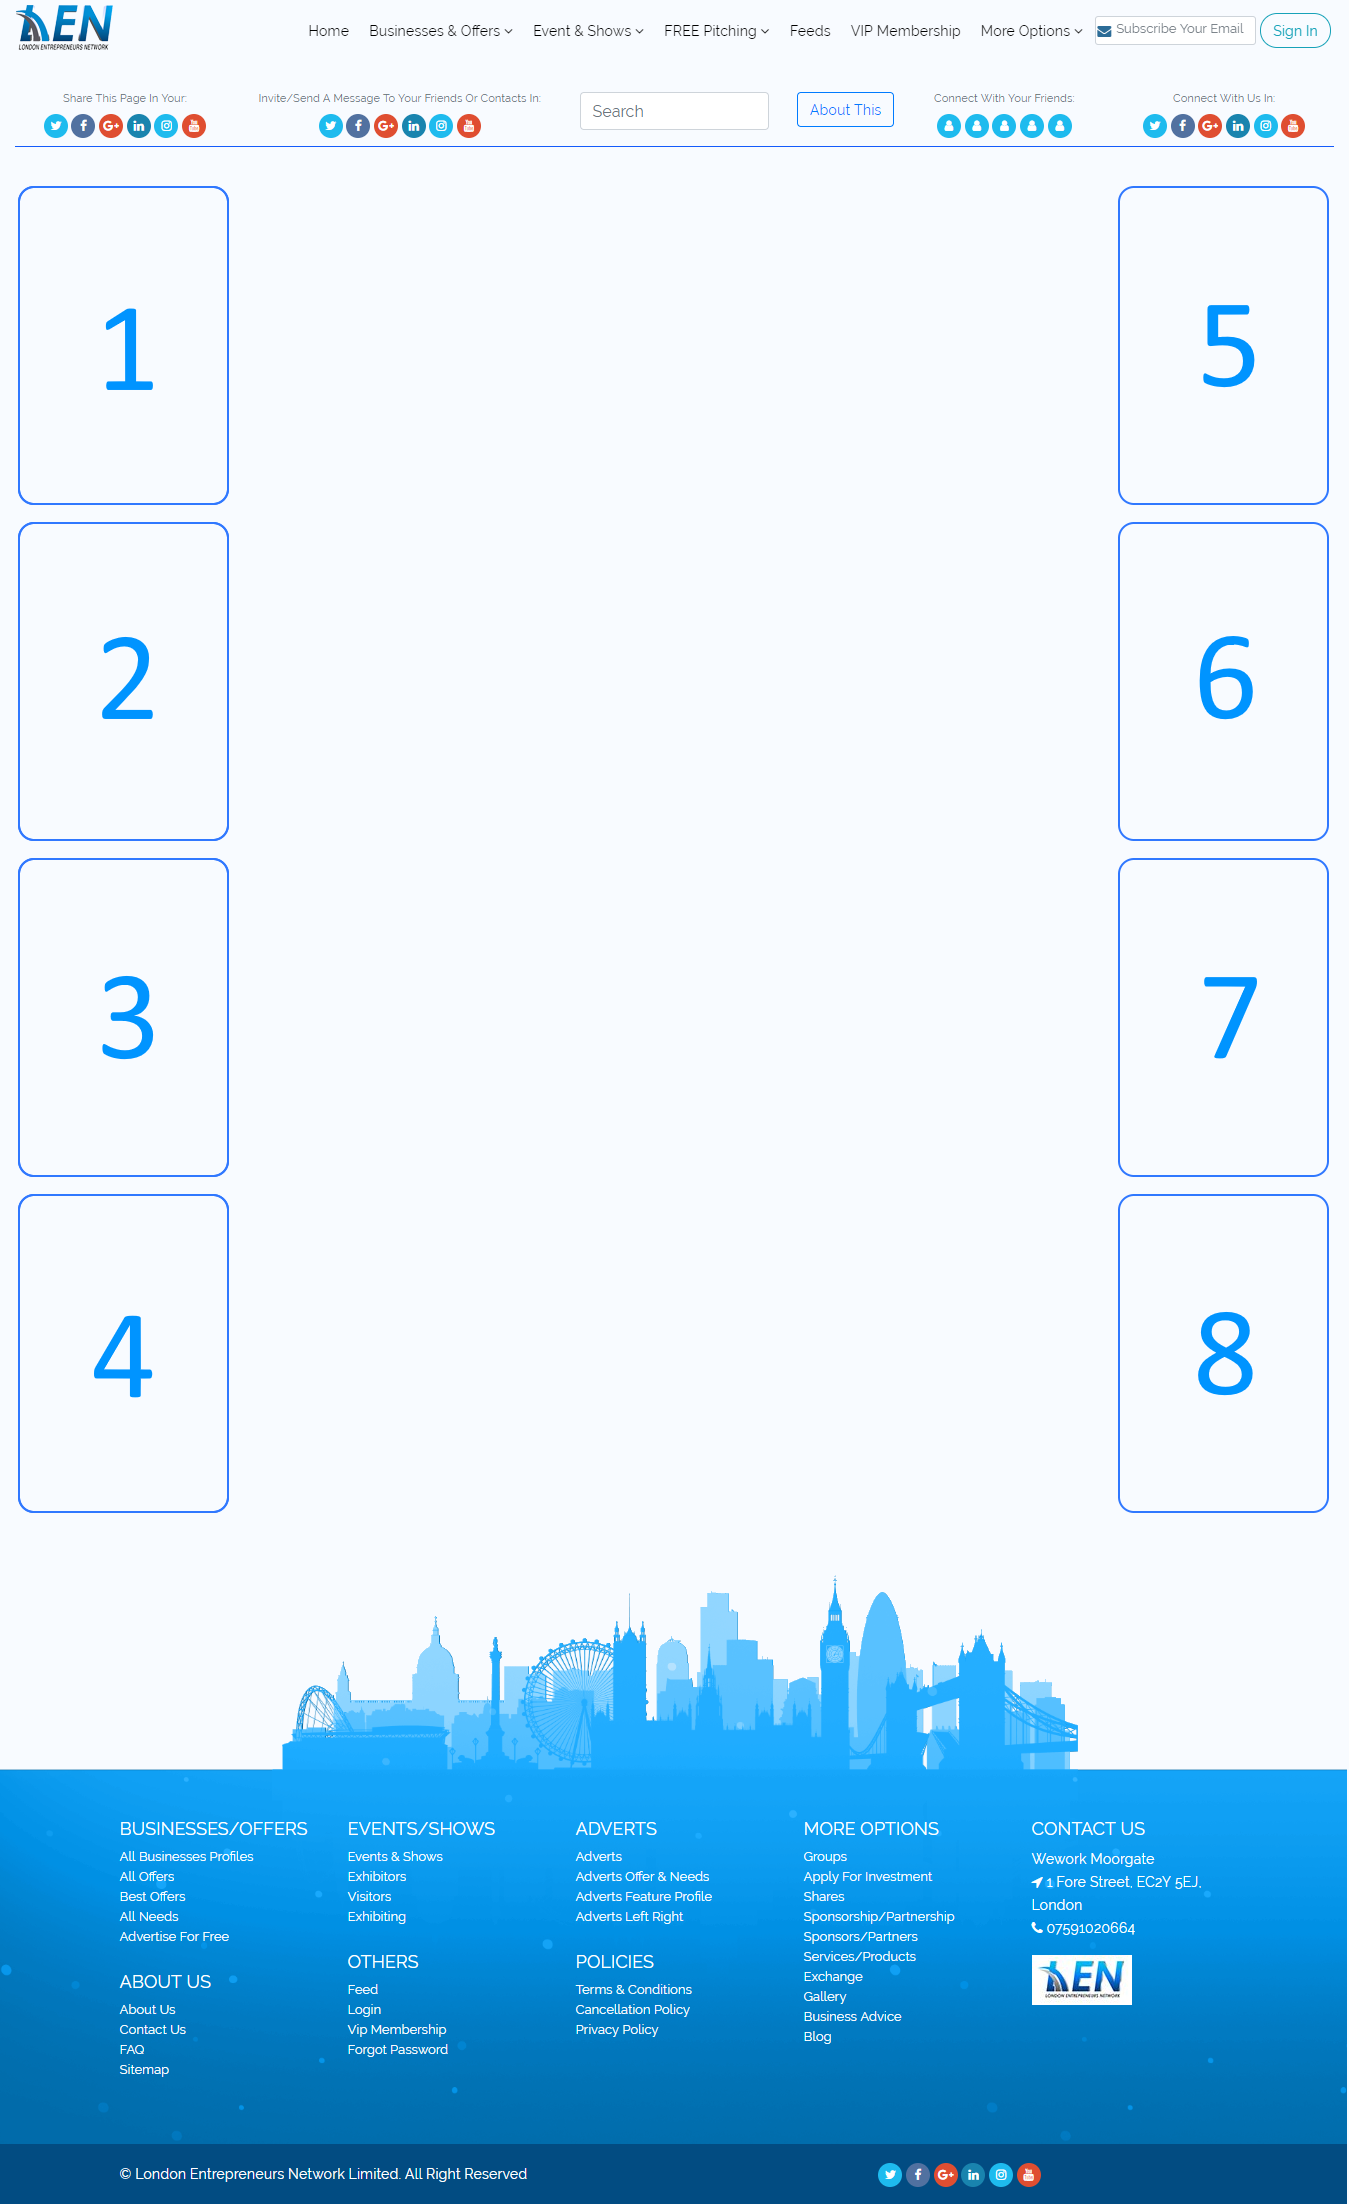 LEN
LONDON ENTREPRENEURS NETWORK
Home Businesses & Offers Event & Shows FREE Pitching Feeds VIP Membership More Options Subscribe Your Email Sign In
Share This Page In Your: Invite/Send A Message To Your Friends Or Contacts In: Search About This Connect With Your Friends: Connect With Us In:
1
5
2
6
3
7
4
8
BUSINESSES/OFFERS
All Businesses Profiles
All Offers
Best Offers
All Needs
Advertise For Free
ABOUT US
About Us
Contact Us
FAQ
Sitemap
EVENTS/SHOWS
Events & Shows
Exhibitors
Visitors
Exhibiting
OTHERS
Feed
Login
Vip Membership
Forgot Password
ADVERTS
Adverts
Adverts Offer & Needs
Adverts Feature Profile
Adverts Left Right
POLICIES
Terms & Conditions
Cancellation Policy
Privacy Policy
MORE OPTIONS
Groups
Apply For Investment
Shares
Sponsorship/Partnership
Sponsors/Partners
Services/Products
Exchange
Gallery
Business Advice
Blog
CONTACT US
Wework Moorgate
1 Fore Street, EC2Y 5EJ,
London
07591020664
LEN
LONDON ENTREPRENEURS NETWORK
© London Entrepreneurs Network Limited. All Right Reserved